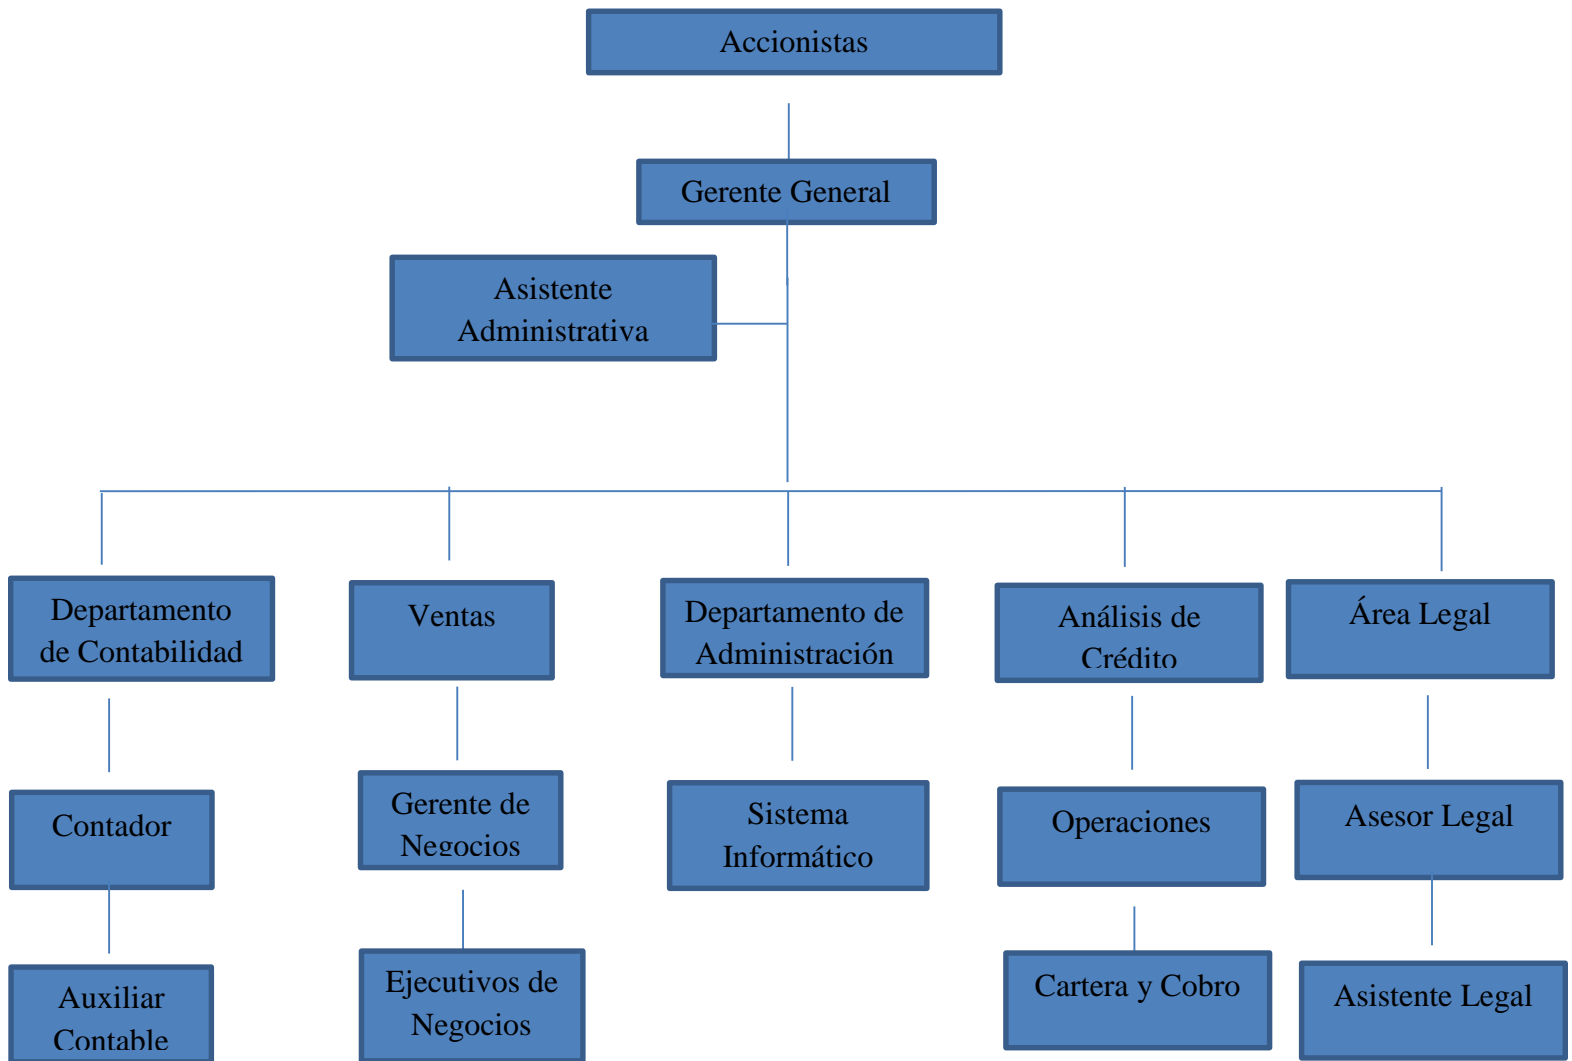 Accionistas
Gerente General
Asistente
Administrativa
Departamento
de Contabilidad
Ventas
Departamento de
Administración
Análisis de
Crédito
Área Legal
Contador
Gerente de
Negocios
Sistema
Informático
Operaciones
Asesor Legal
Auxiliar
Contable
Ejecutivos de
Negocios
Cartera y Cobro
Asistente Legal